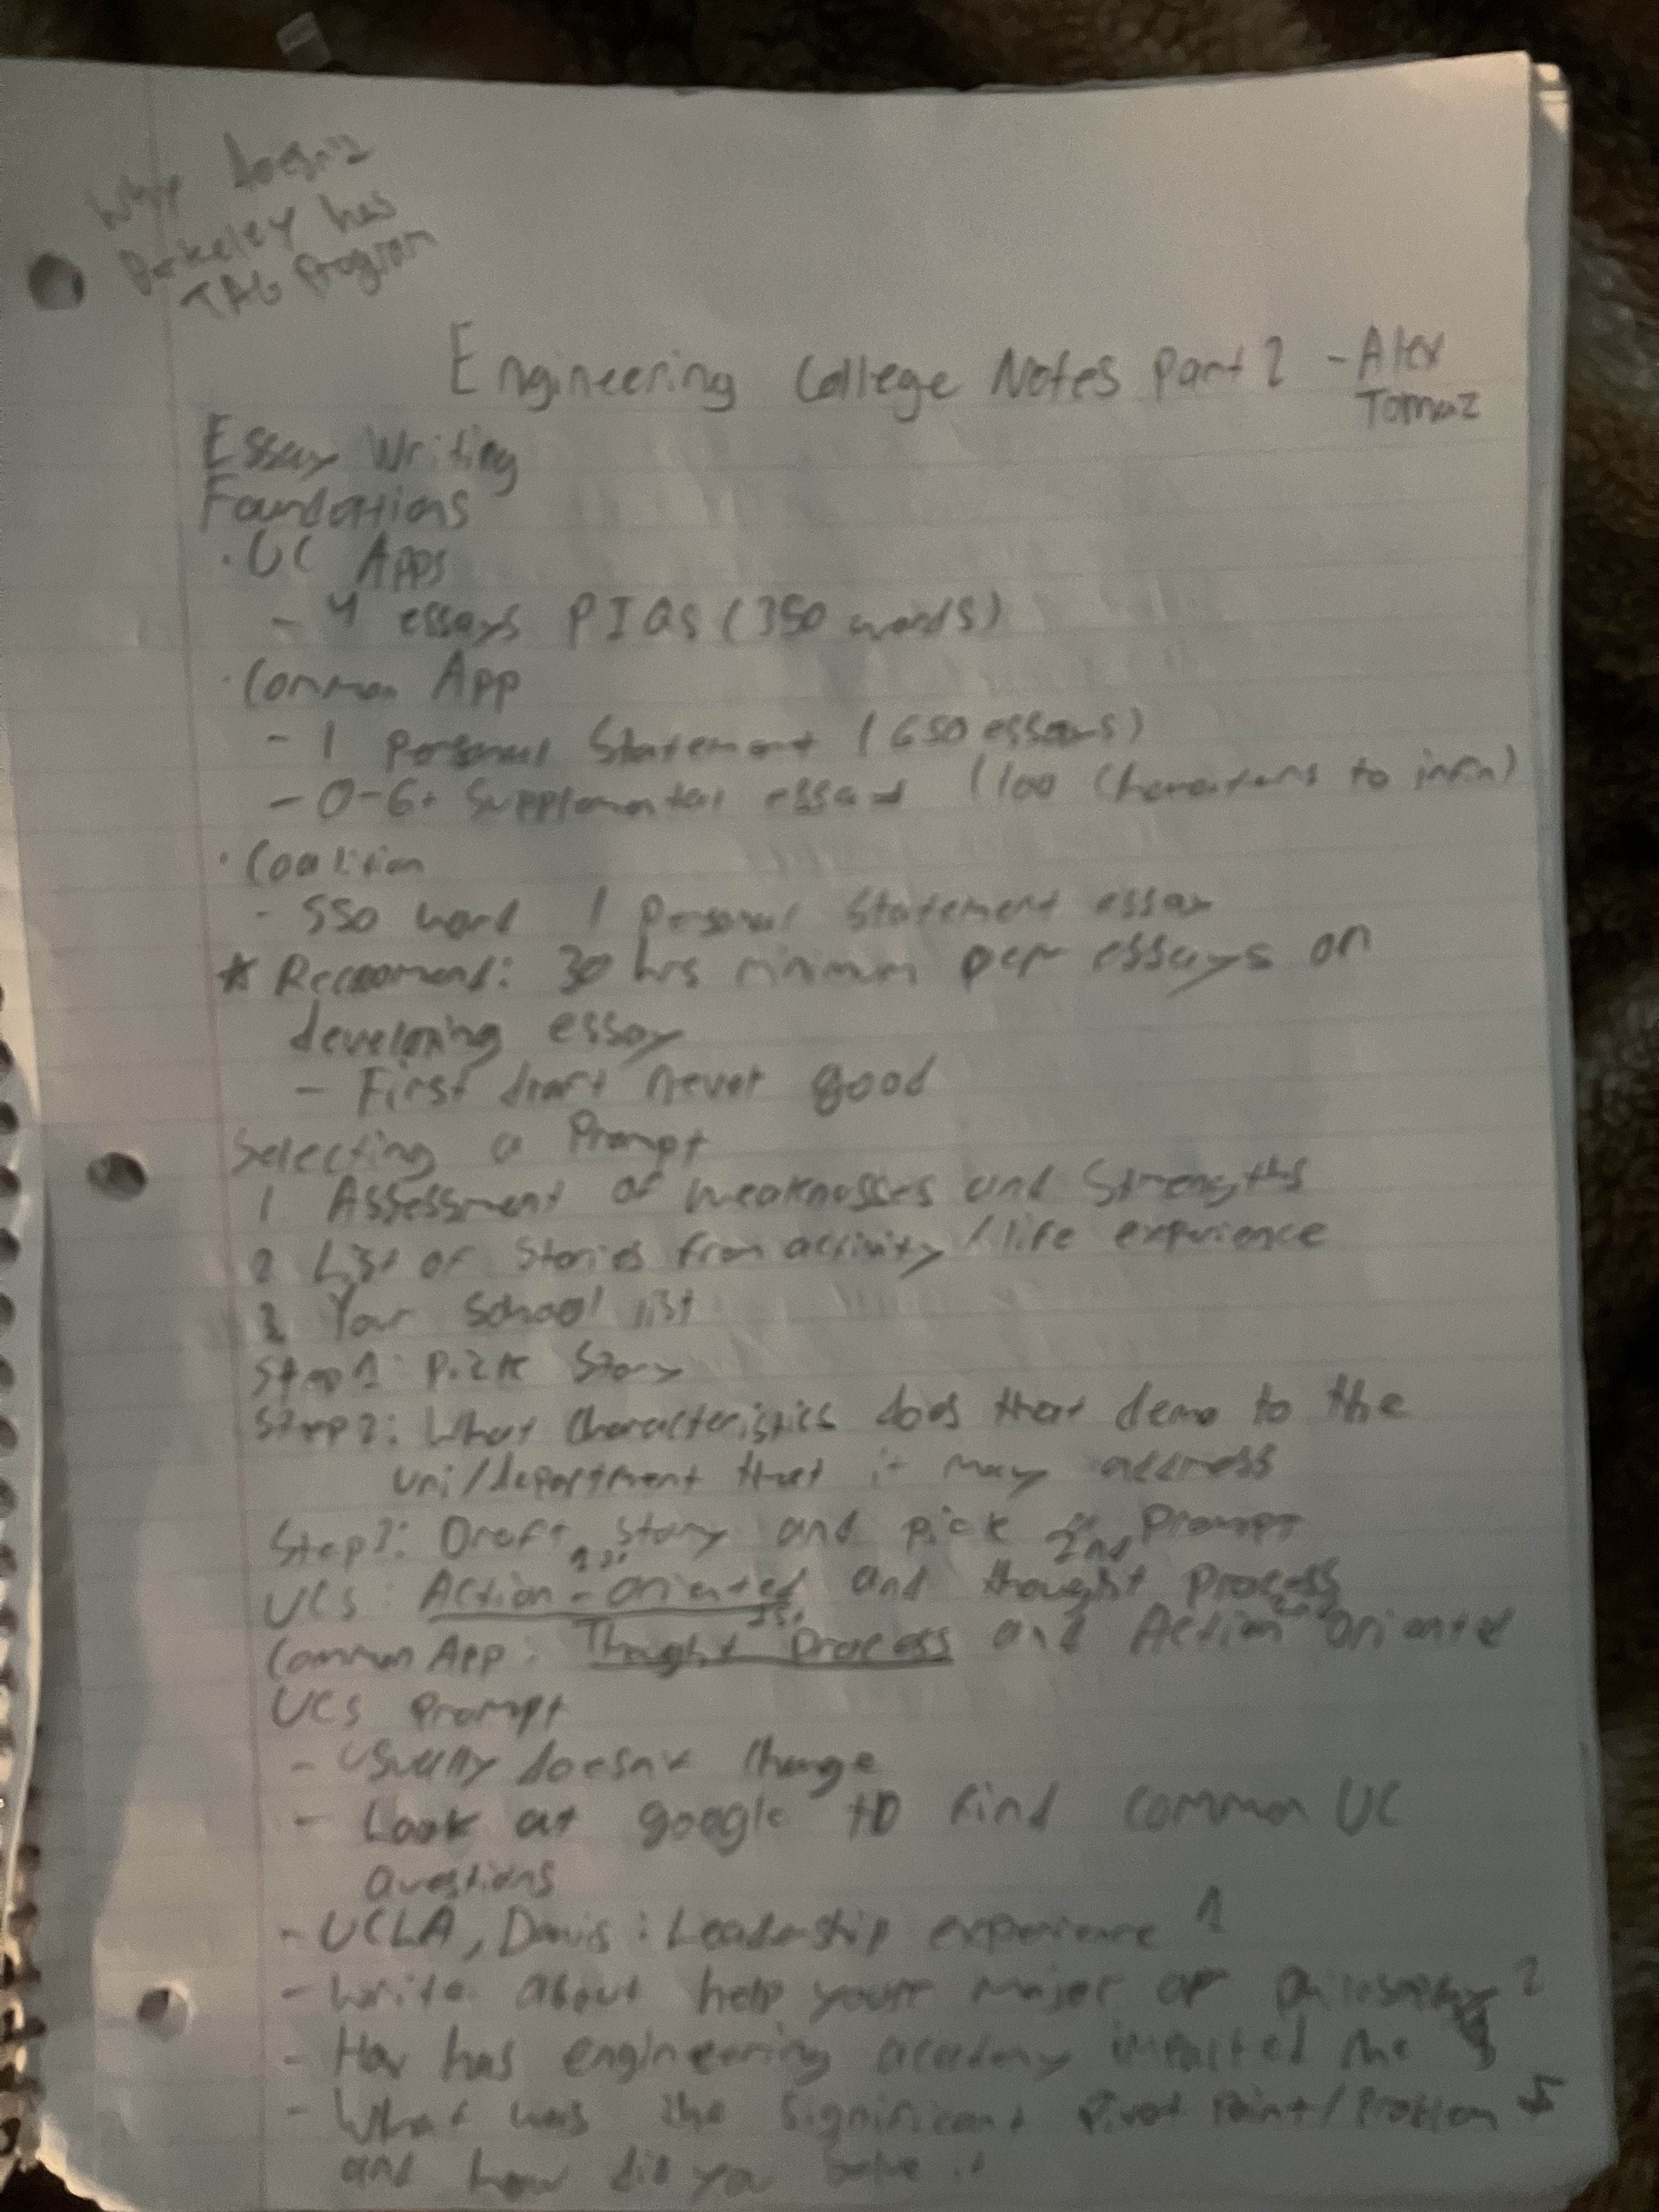 Why doesn't
Berkeley has
TAG Program
Engineering College Notes Part 2 - Alex
Tomaz
Essay Writing
Foundations
· UC Apps
- 4 essays PIQs (350 words)
· Common App
- 1 Personal Statement (650 essays)
- 0-6+ Supplemental essays (100 Characters to infin)
· Coalition
- 550 word 1 Personal Statement essay
* Reccoment: 30 hrs minimum per essays on
developing essay
- First draft never good
Selecting a Prompt
1 Assessment of weaknesses and Strengths
2 List of Stories from activity / life experience
3 Your School list
Step 1: Pick Story
Step 2: What Characteristics does that demo to the
uni/department that it may address
Step 3: Draft story and pick a Prompt
1st 2nd
UCs: Action-oriented and thought process
1st 2nd
Common App: Thought process and Action Oriented
UCs Prompt
- Usually doesn't change
- Look at google to find common UC
Questions
- UCLA, Davis: Leadership experience 1
- Write about help your major or philosophy 2
- How has engineering academy impacted me 3
- What was the significant Pivot Point / Problem 5
and how did you solve it